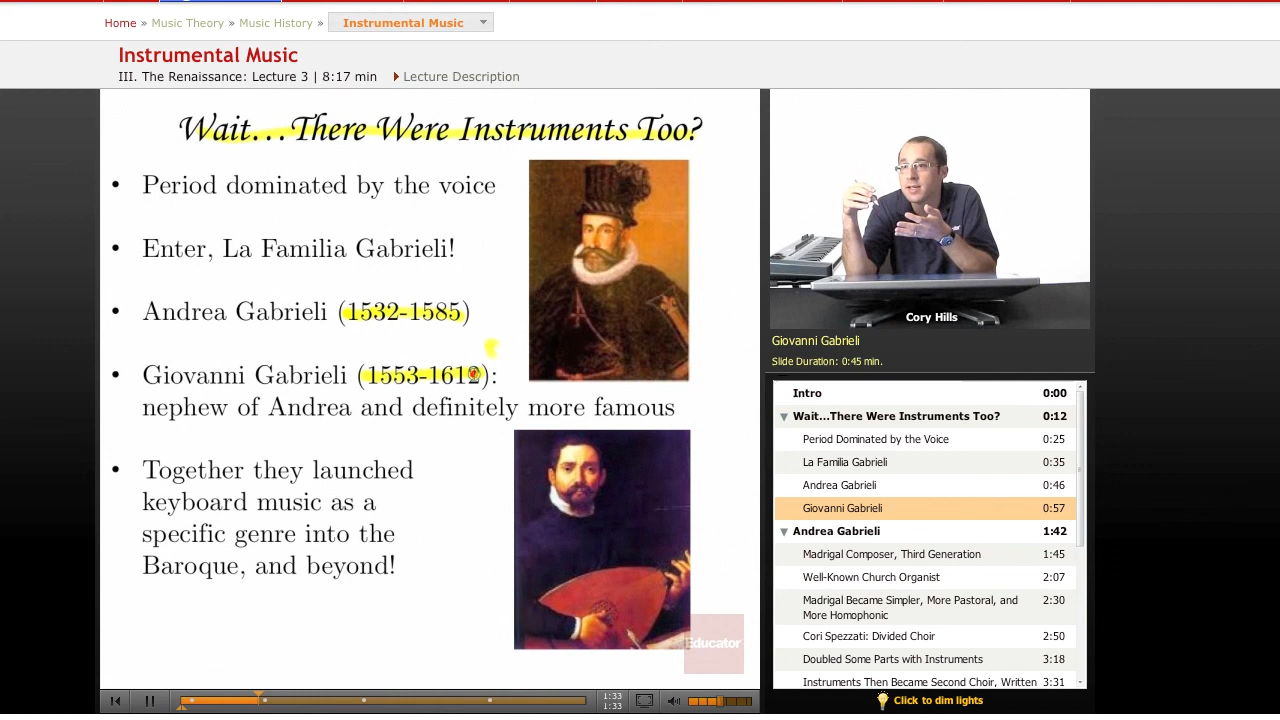 Home » Music Theory » Music History » Instrumental Music
Instrumental Music
III. The Renaissance: Lecture 3 | 8:17 min Lecture Description
Wait...There Were Instruments Too?
• Period dominated by the voice
• Enter, La Familia Gabrieli!
• Andrea Gabrieli (1532-1585)
• Giovanni Gabrieli (1553-1612):
nephew of Andrea and definitely more famous
• Together they launched
keyboard music as a
specific genre into the
Baroque, and beyond!
Educator
Cory Hills
Giovanni Gabrieli
Slide Duration: 0:45 min.
Intro 0:00
Wait...There Were Instruments Too? 0:12
Period Dominated by the Voice 0:25
La Familia Gabrieli 0:35
Andrea Gabrieli 0:46
Giovanni Gabrieli 0:57
Andrea Gabrieli 1:42
Madrigal Composer, Third Generation 1:45
Well-Known Church Organist 2:07
Madrigal Became Simpler, More Pastoral, and 2:30
More Homophonic
Cori Spezzati: Divided Choir 2:50
Doubled Some Parts with Instruments 3:18
Instruments Then Became Second Choir, Written 3:31
1:33
1:33
Click to dim lights